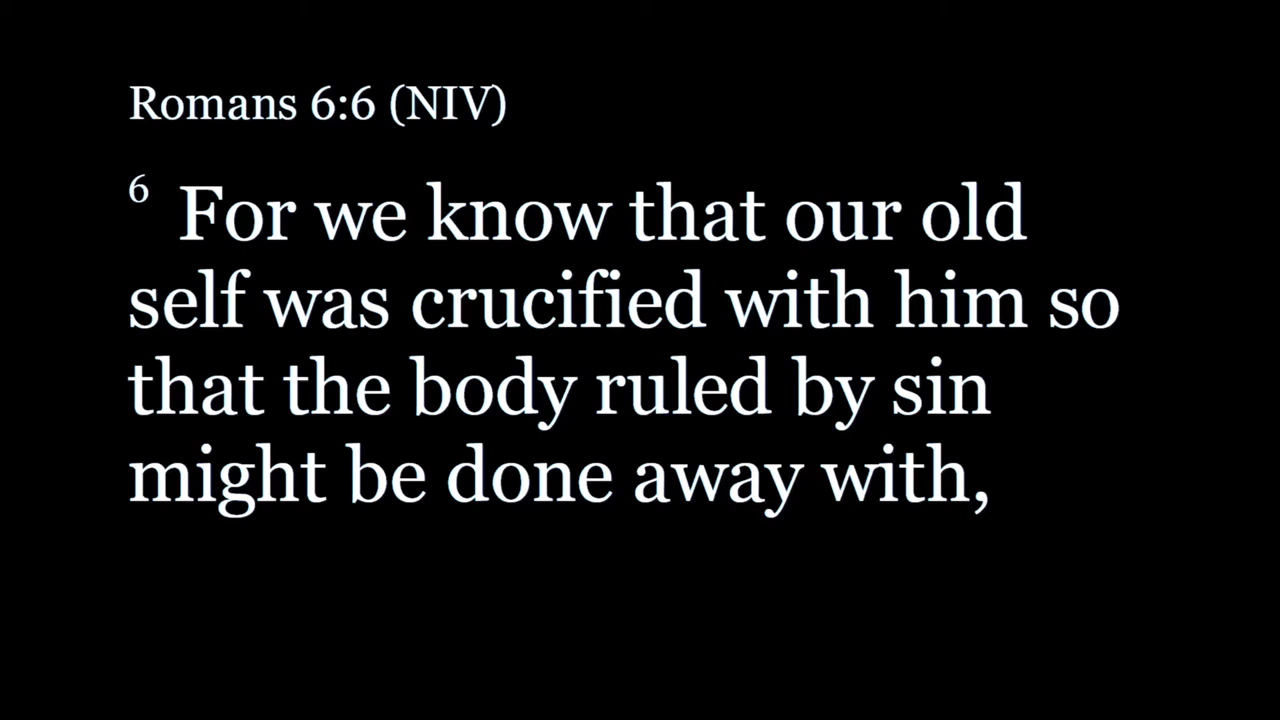 Romans 6:6 (NIV)
6 For we know that our old
self was crucified with him so
that the body ruled by sin
might be done away with,